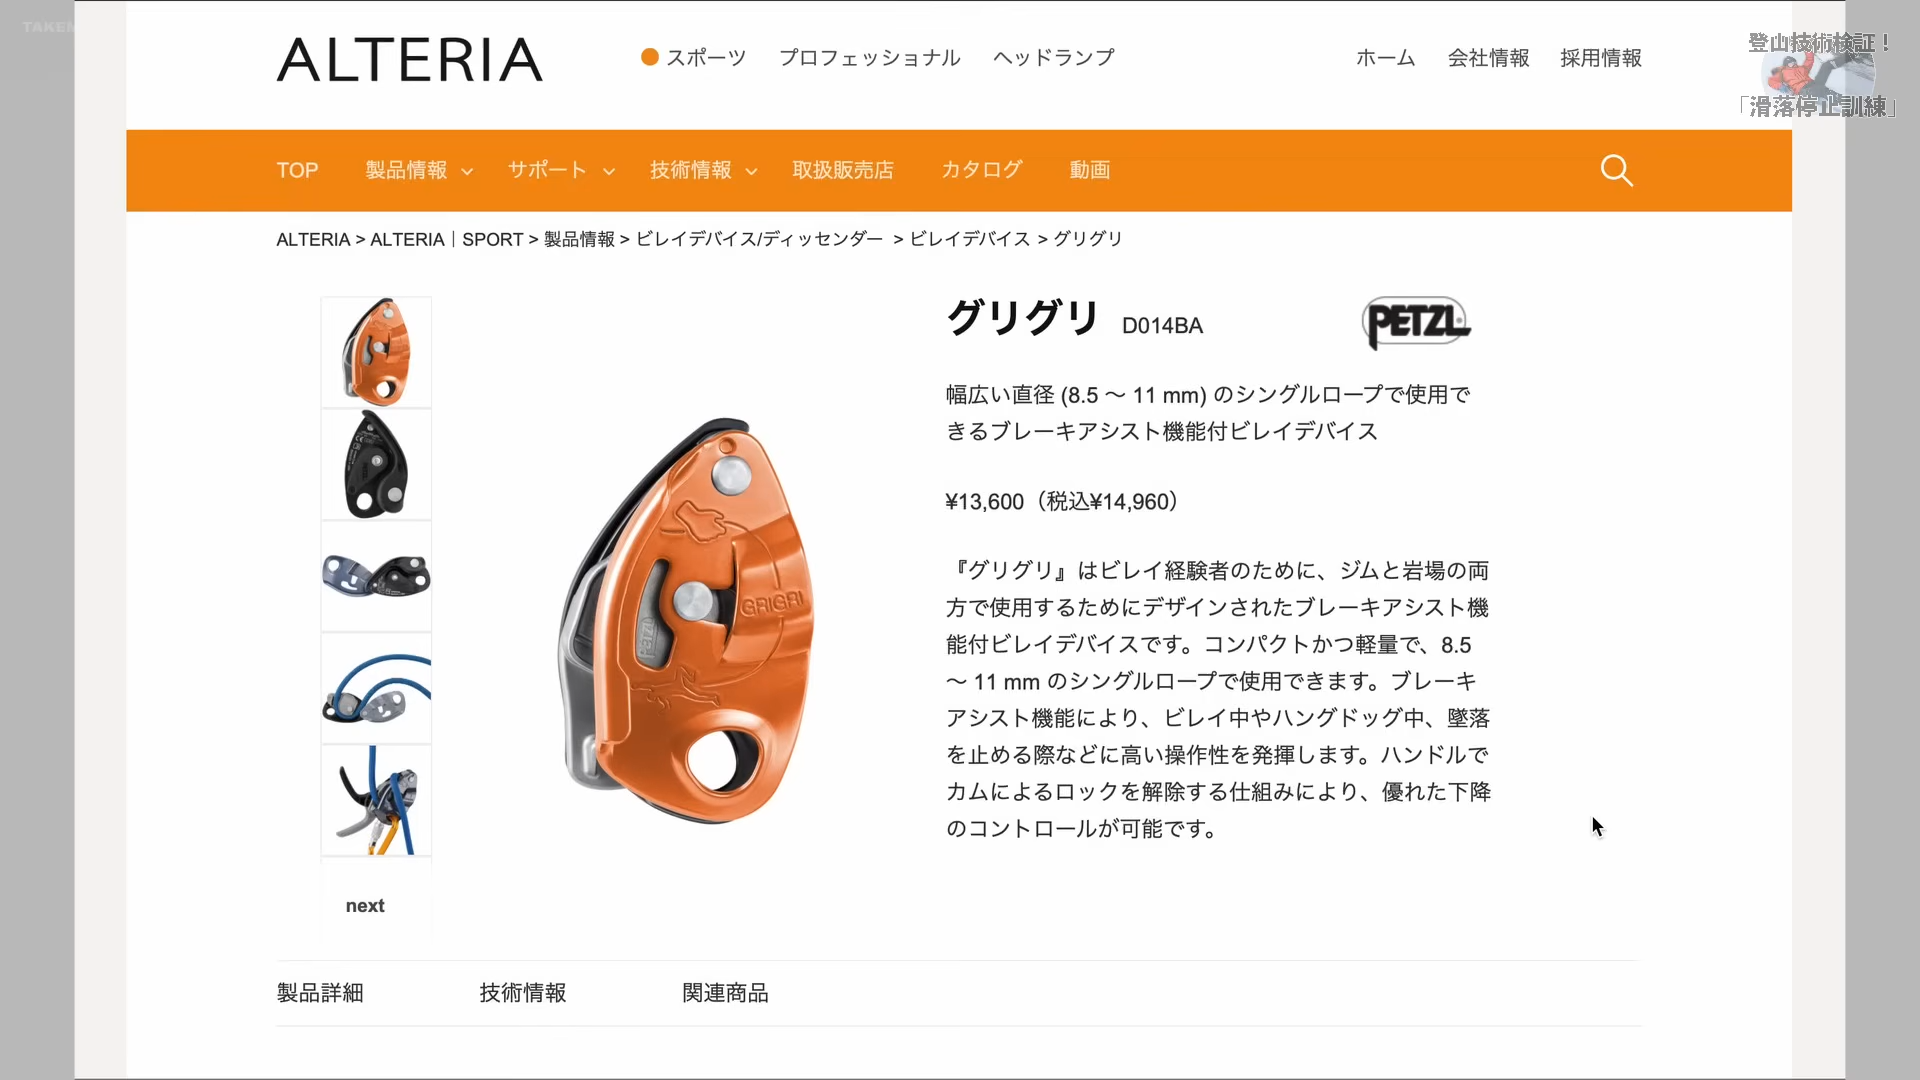 TAKEM
ALTERIA
スポーツ
プロフェッショナル
ヘッドランプ
ホーム
会社情報
採用情報
登山技術検証！
「滑落停止訓練」
TOP
製品情報
サポート
技術情報
取扱販売店
カタログ
動画
ALTERIA > ALTERIA｜SPORT > 製品情報 > ビレイデバイス/ディッセンダー > ビレイデバイス > グリグリ
グリグリ D014BA
PETZL
幅広い直径 (8.5 〜 11 mm) のシングルロープで使用で
きるブレーキアシスト機能付ビレイデバイス
¥13,600（税込¥14,960）
『グリグリ』はビレイ経験者のために、ジムと岩場の両
方で使用するためにデザインされたブレーキアシスト機
能付ビレイデバイスです。コンパクトかつ軽量で、8.5
〜 11 mm のシングルロープで使用できます。ブレーキ
アシスト機能により、ビレイ中やハングドッグ中、墜落
を止める際などに高い操作性を発揮します。ハンドルで
カムによるロックを解除する仕組みにより、優れた下降
のコントロールが可能です。
GRIGRI
PETZL
next
製品詳細
技術情報
関連商品